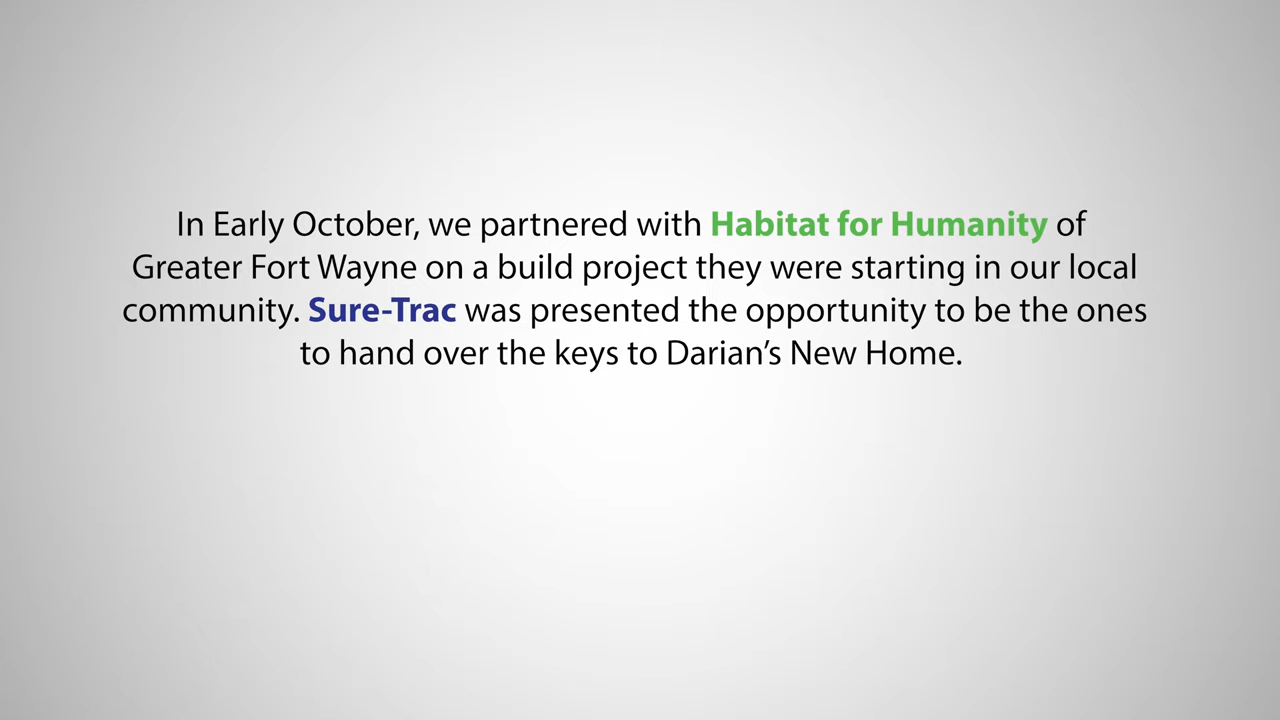 In Early October, we partnered with Habitat for Humanity of
Greater Fort Wayne on a build project they were starting in our local
community. Sure-Trac was presented the opportunity to be the ones
to hand over the keys to Darian’s New Home.